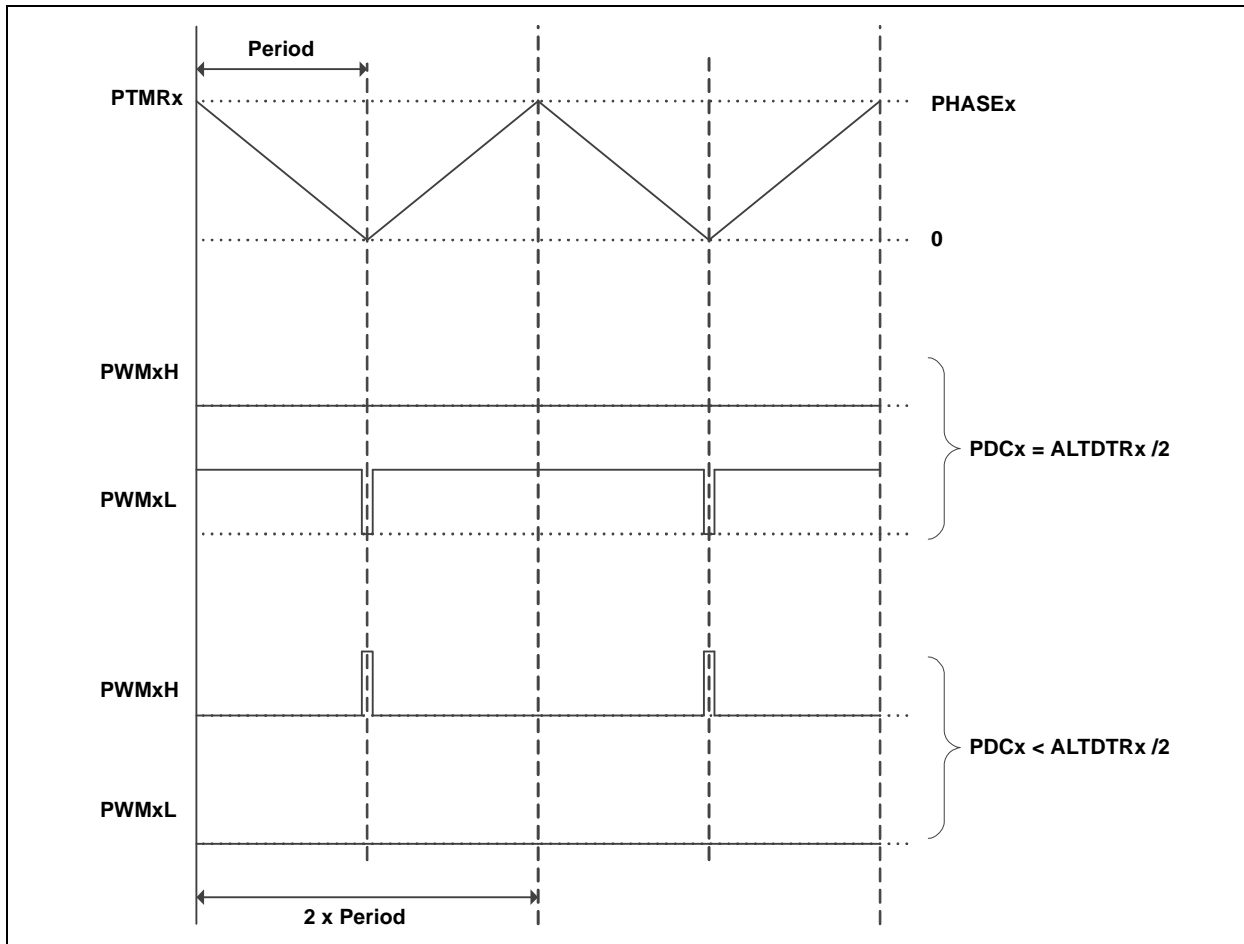 Period
PTMRx
PHASEx
0
PWMxH
PDCx = ALTDTRx /2
PWMxL
PWMxH
PDCx < ALTDTRx /2
PWMxL
2 x Period